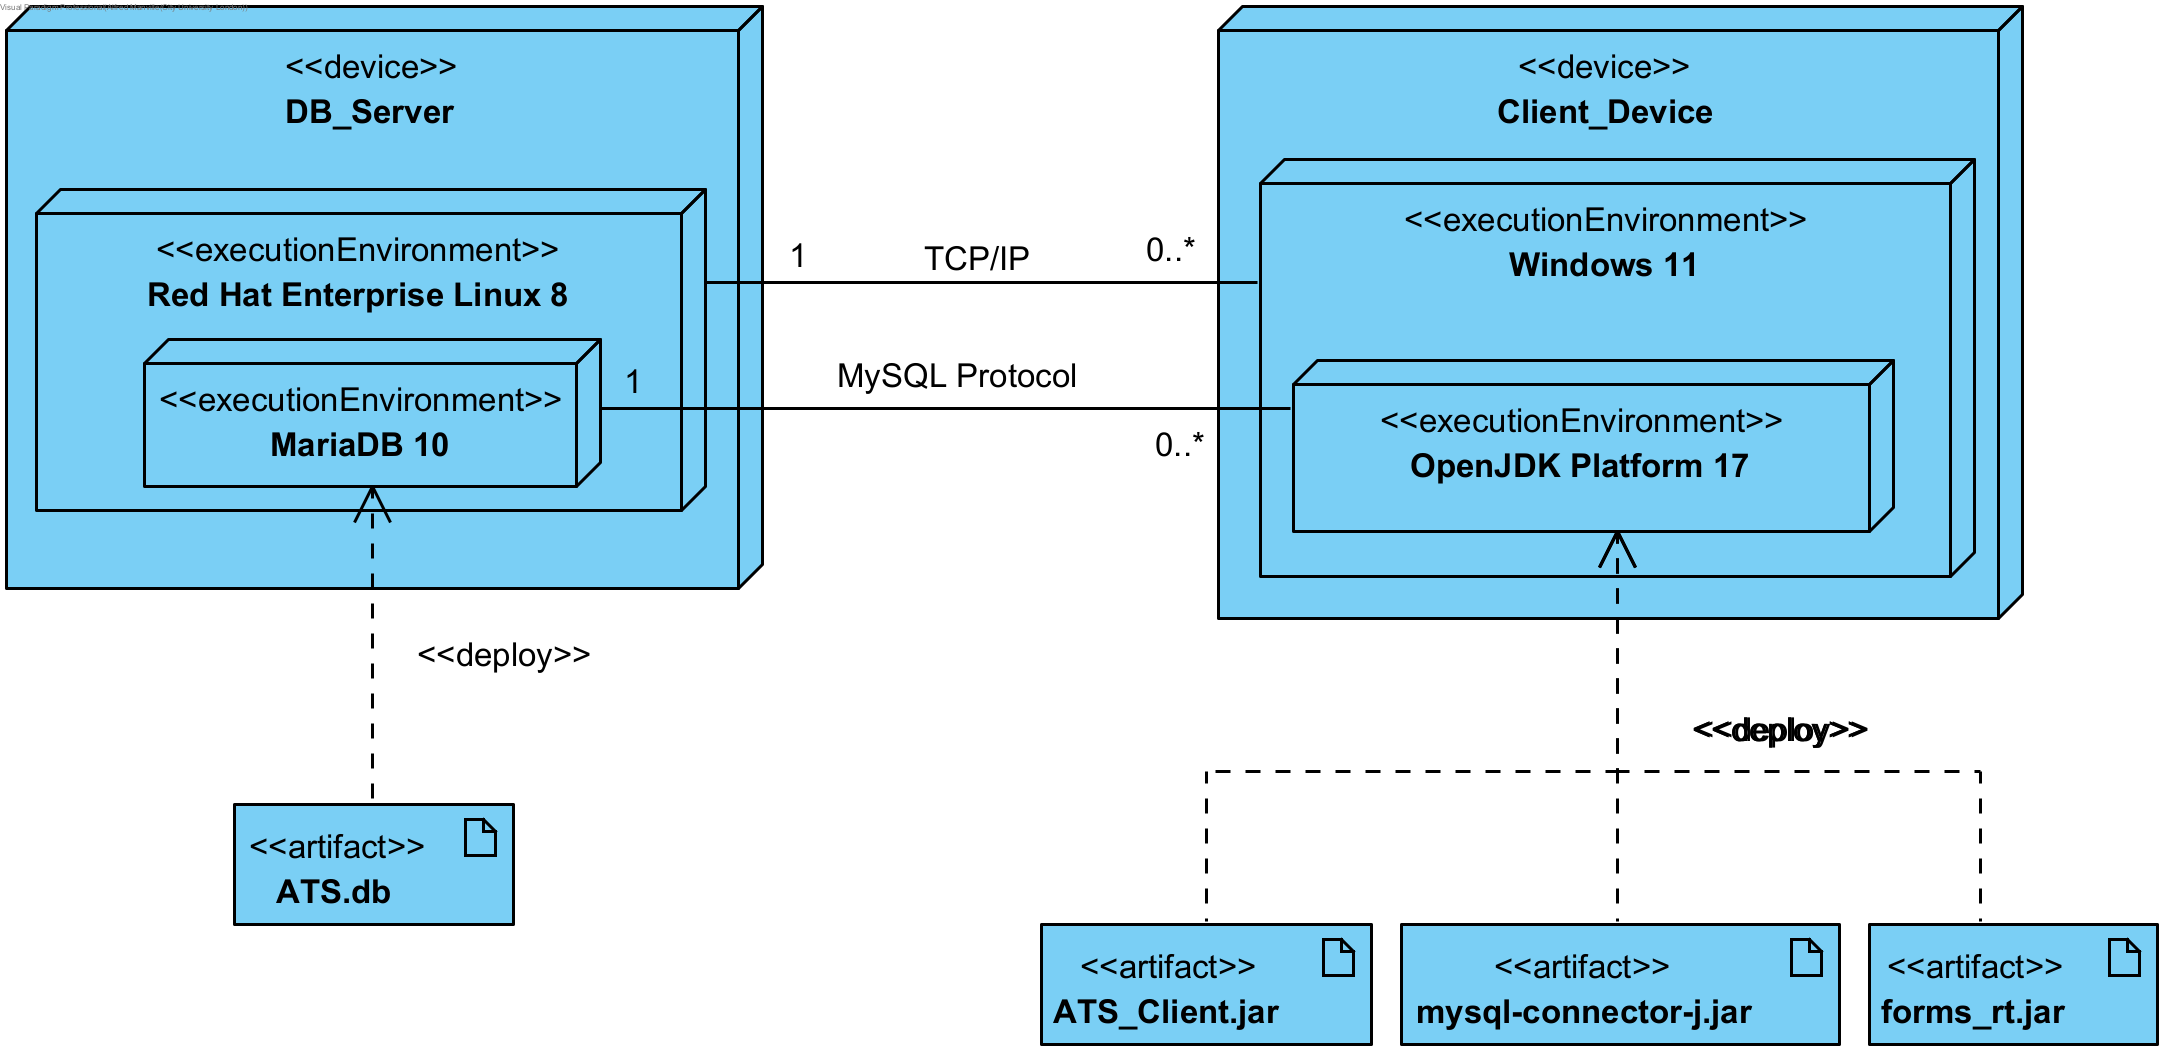 <<device>>
DB_Server
<<executionEnvironment>>
Red Hat Enterprise Linux 8
<<executionEnvironment>>
MariaDB 10
1
TCP/IP
0..*
1
MySQL Protocol
0..*
<<device>>
Client_Device
<<executionEnvironment>>
Windows 11
<<executionEnvironment>>
OpenJDK Platform 17
<<deploy>>
<<deploy>>
<<artifact>>
ATS.db
<<artifact>>
ATS_Client.jar
<<artifact>>
mysql-connector-j.jar
<<artifact>>
forms_rt.jar